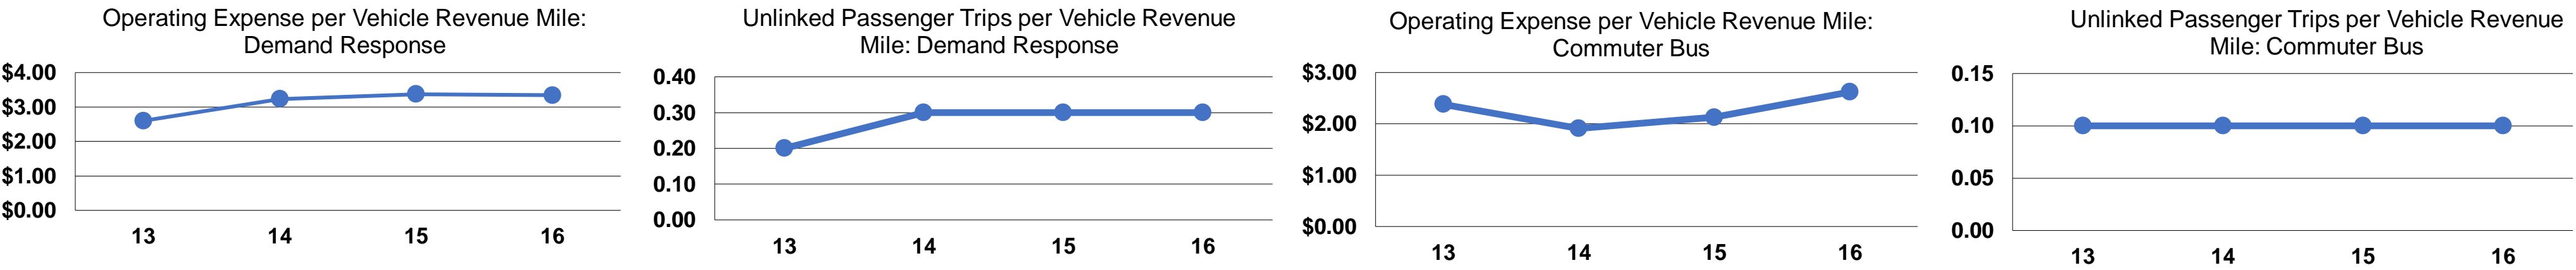 Operating Expense per Vehicle Revenue Mile:
Demand Response
$4.00
$3.00
$2.00
$1.00
$0.00
13 14 15 16
Unlinked Passenger Trips per Vehicle Revenue
Mile: Demand Response
0.40
0.30
0.20
0.10
0.00
13 14 15 16
Operating Expense per Vehicle Revenue Mile:
Commuter Bus
$3.00
$2.00
$1.00
$0.00
13 14 15 16
Unlinked Passenger Trips per Vehicle Revenue
Mile: Commuter Bus
0.15
0.10
0.05
0.00
13 14 15 16